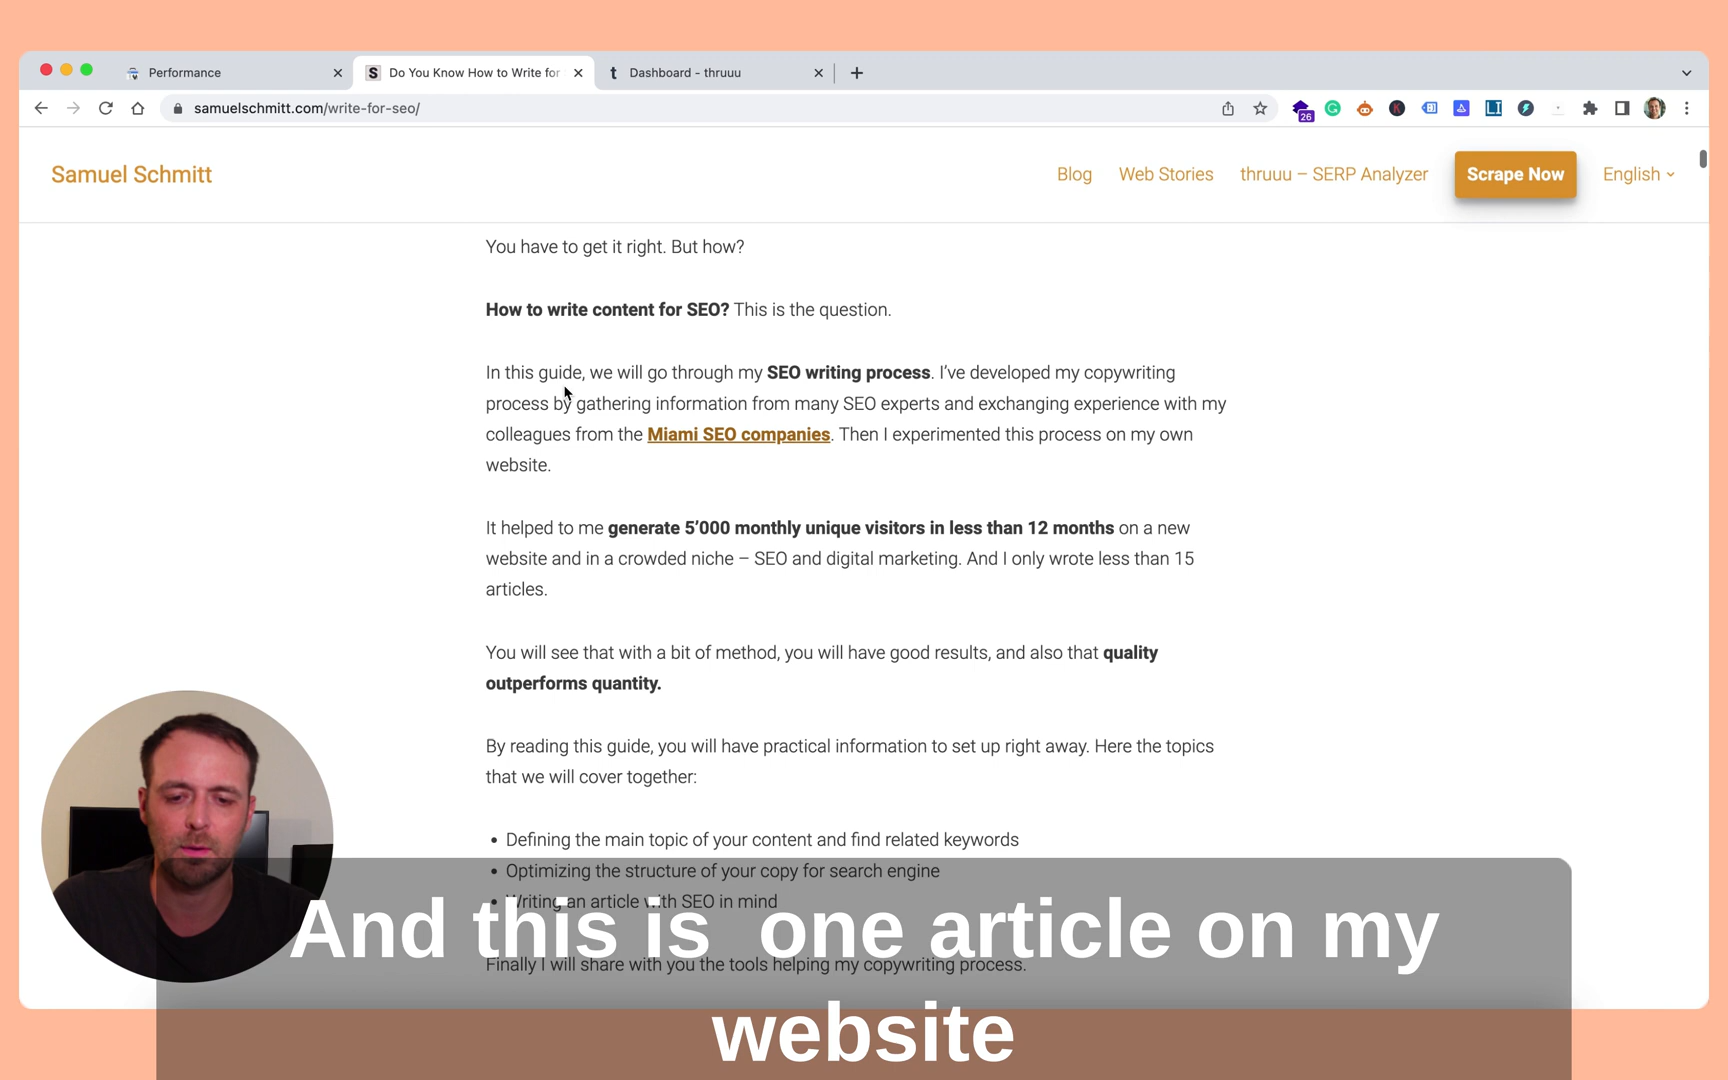 Performance
S Do You Know How to Write for
t Dashboard - thruuu
samuelschmitt.com/write-for-seo/
26
K
LI
Samuel Schmitt
Blog
Web Stories
thruuu – SERP Analyzer
Scrape Now
English
You have to get it right. But how?
How to write content for SEO? This is the question.
In this guide, we will go through my SEO writing process. I’ve developed my copywriting
process by gathering information from many SEO experts and exchanging experience with my
colleagues from the Miami SEO companies. Then I experimented this process on my own
website.
It helped to me generate 5’000 monthly unique visitors in less than 12 months on a new
website and in a crowded niche – SEO and digital marketing. And I only wrote less than 15
articles.
You will see that with a bit of method, you will have good results, and also that quality
outperforms quantity.
By reading this guide, you will have practical information to set up right away. Here the topics
that we will cover together:
• Defining the main topic of your content and find related keywords
• Optimizing the structure of your copy for search engine
• Writing an article with SEO in mind
Finally I will share with you the tools helping my copywriting process.
And this is one article on my
website